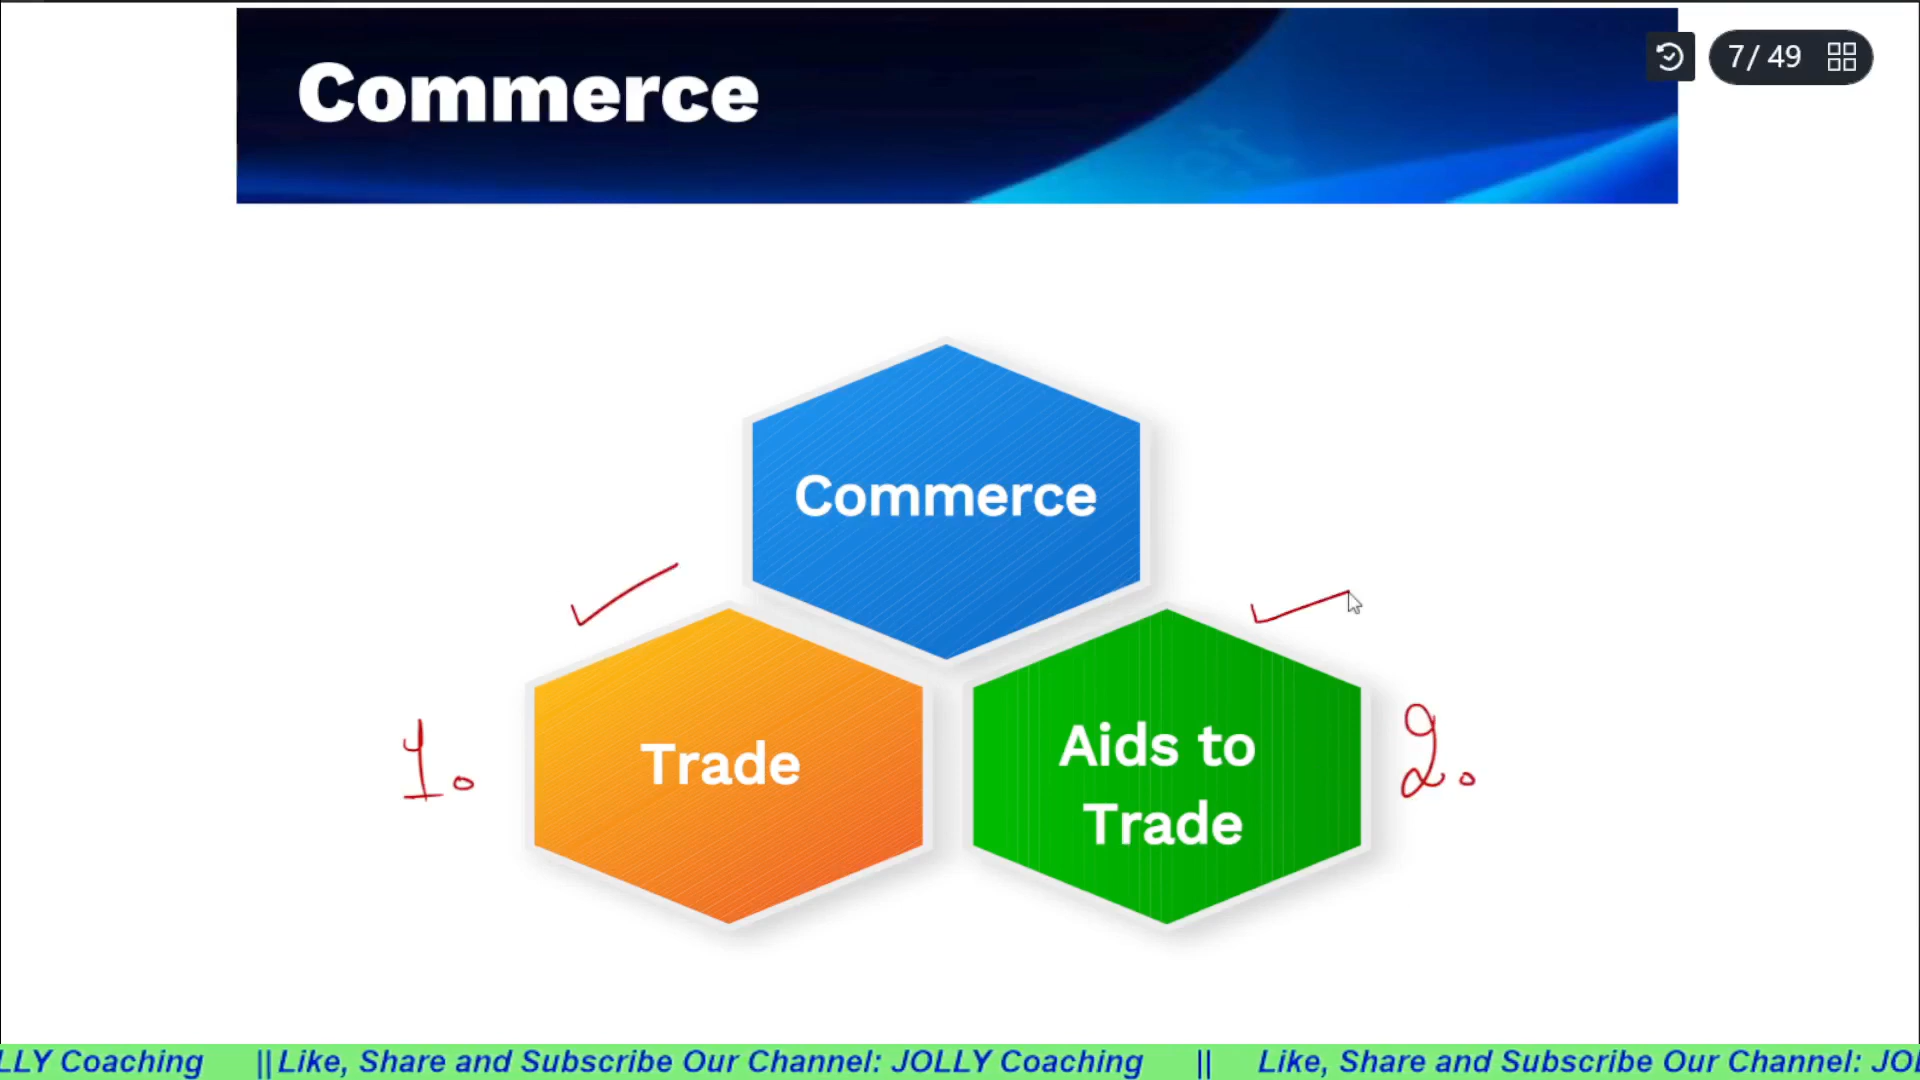 Commerce
7/ 49
Commerce
1.
Trade
Aids to
Trade
2.
LLY Coaching || Like, Share and Subscribe Our Channel: JOLLY Coaching || Like, Share and Subscribe Our Channel: JOL